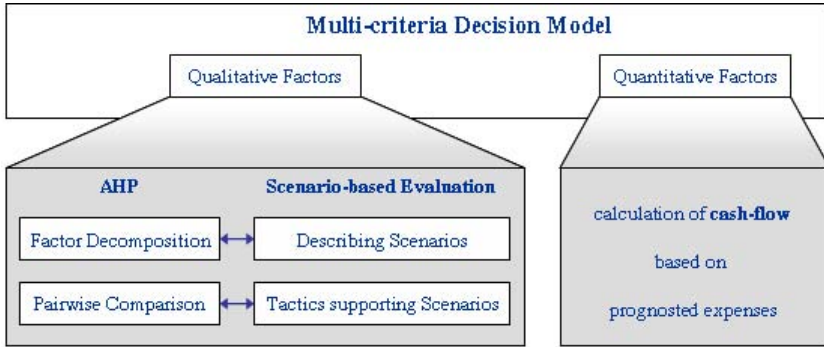 Multi-criteria Decision Model
Qualitative Factors
Quantitative Factors
AHP
Scenario-based Evaluation
Factor Decomposition
Describing Scenarios
Pairwise Comparison
Tactics supporting Scenarios
calculation of cash-flow
based on
prognosted expenses